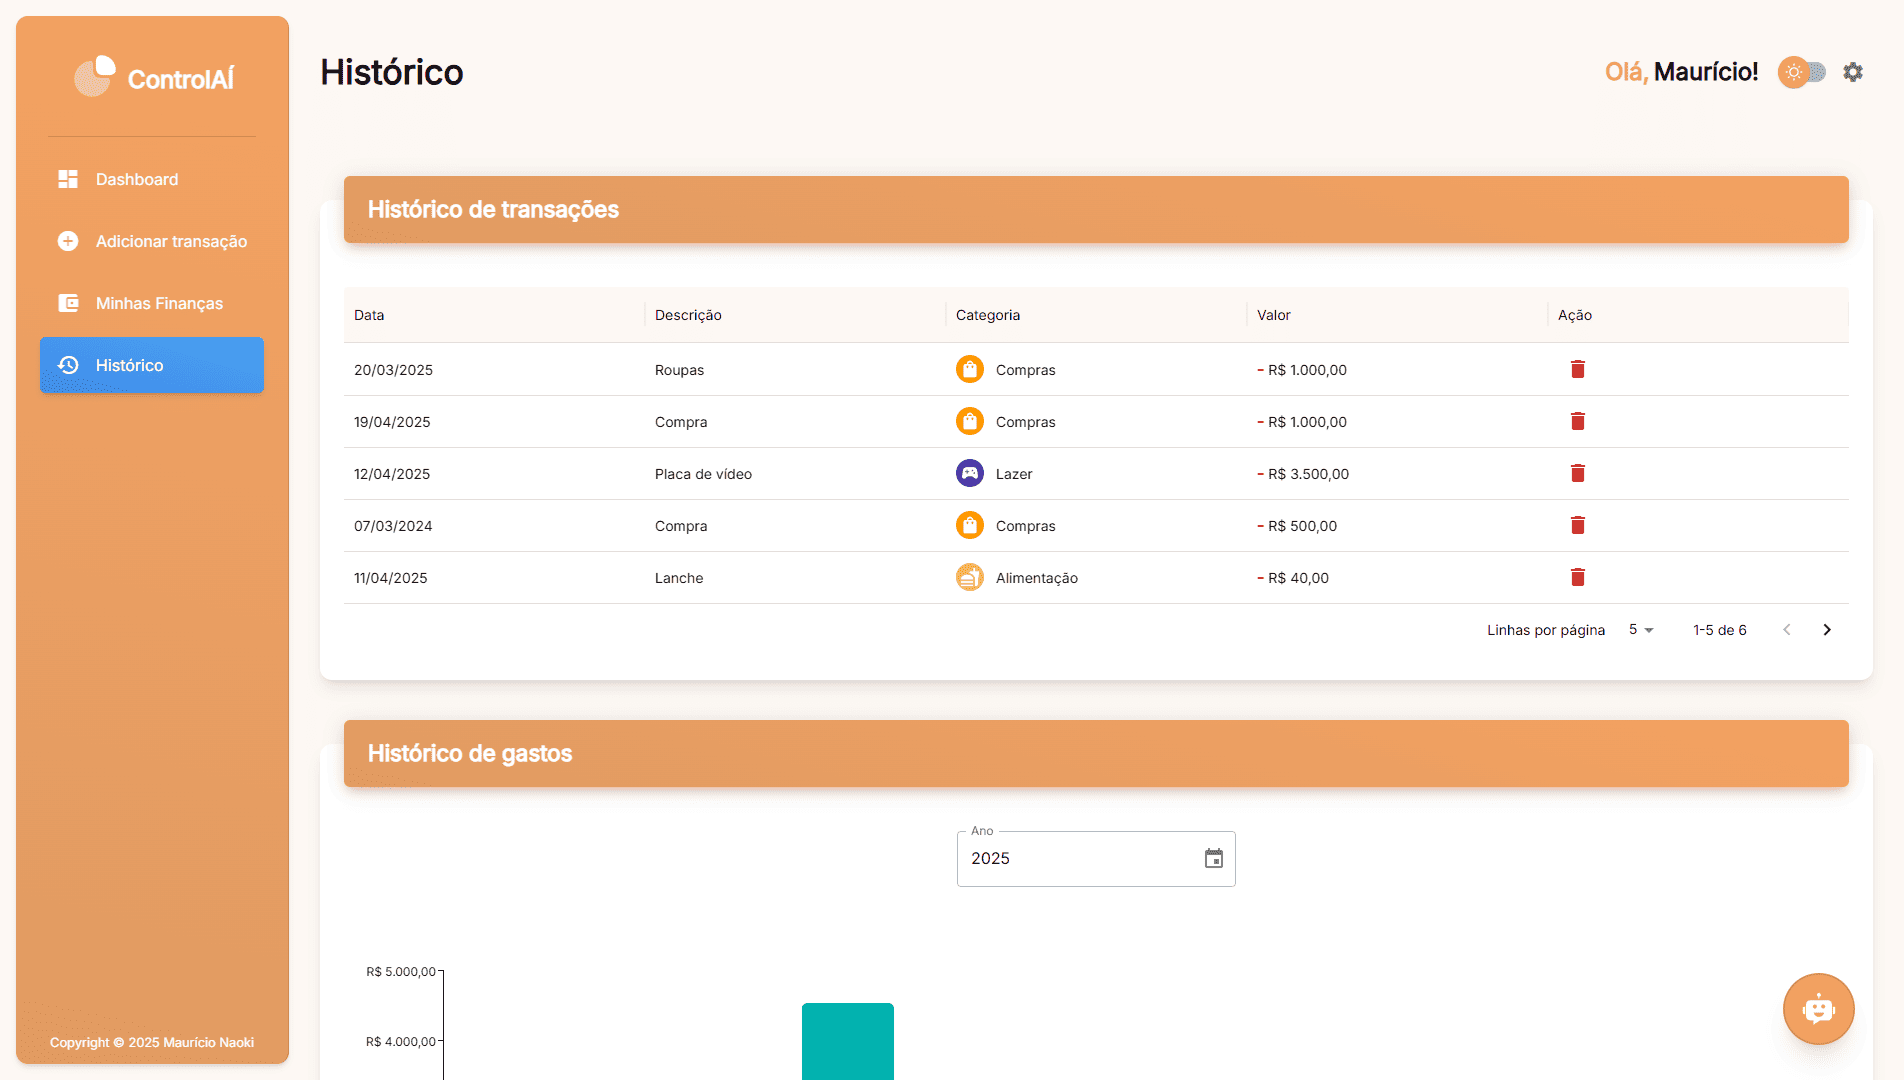 ControlAÍ
Dashboard
Adicionar transação
Minhas Finanças
Histórico
Copyright © 2025 Maurício Naoki
Histórico
Olá, Maurício!
Histórico de transações
Data Descrição Categoria Valor Ação
20/03/2025 Roupas Compras - R$ 1.000,00
19/04/2025 Compra Compras - R$ 1.000,00
12/04/2025 Placa de vídeo Lazer - R$ 3.500,00
07/03/2024 Compra Compras - R$ 500,00
11/04/2025 Lanche Alimentação - R$ 40,00
Linhas por página 5 1-5 de 6
Histórico de gastos
Ano
2025
R$ 5.000,00
R$ 4.000,00